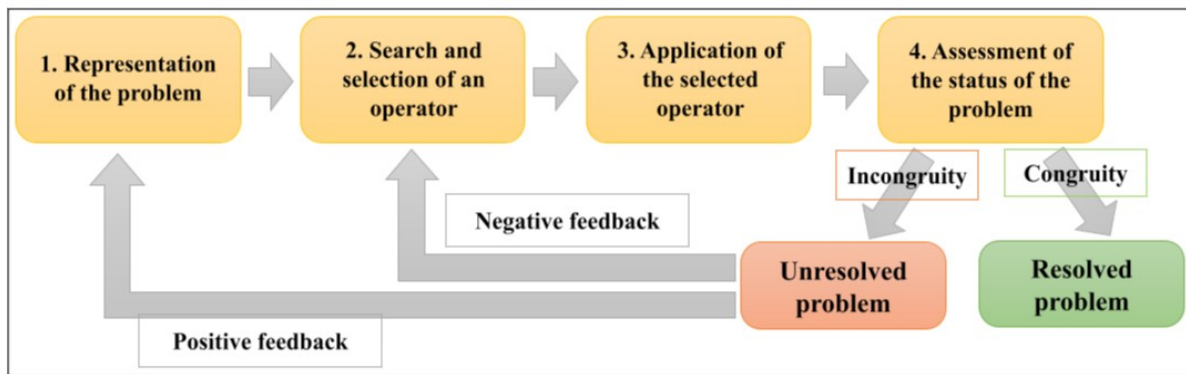 1. Representation
of the problem
2. Search and
selection of an
operator
3. Application of
the selected
operator
4. Assessment of
the status of the
problem
Incongruity
Congruity
Negative feedback
Unresolved
problem
Resolved
problem
Positive feedback